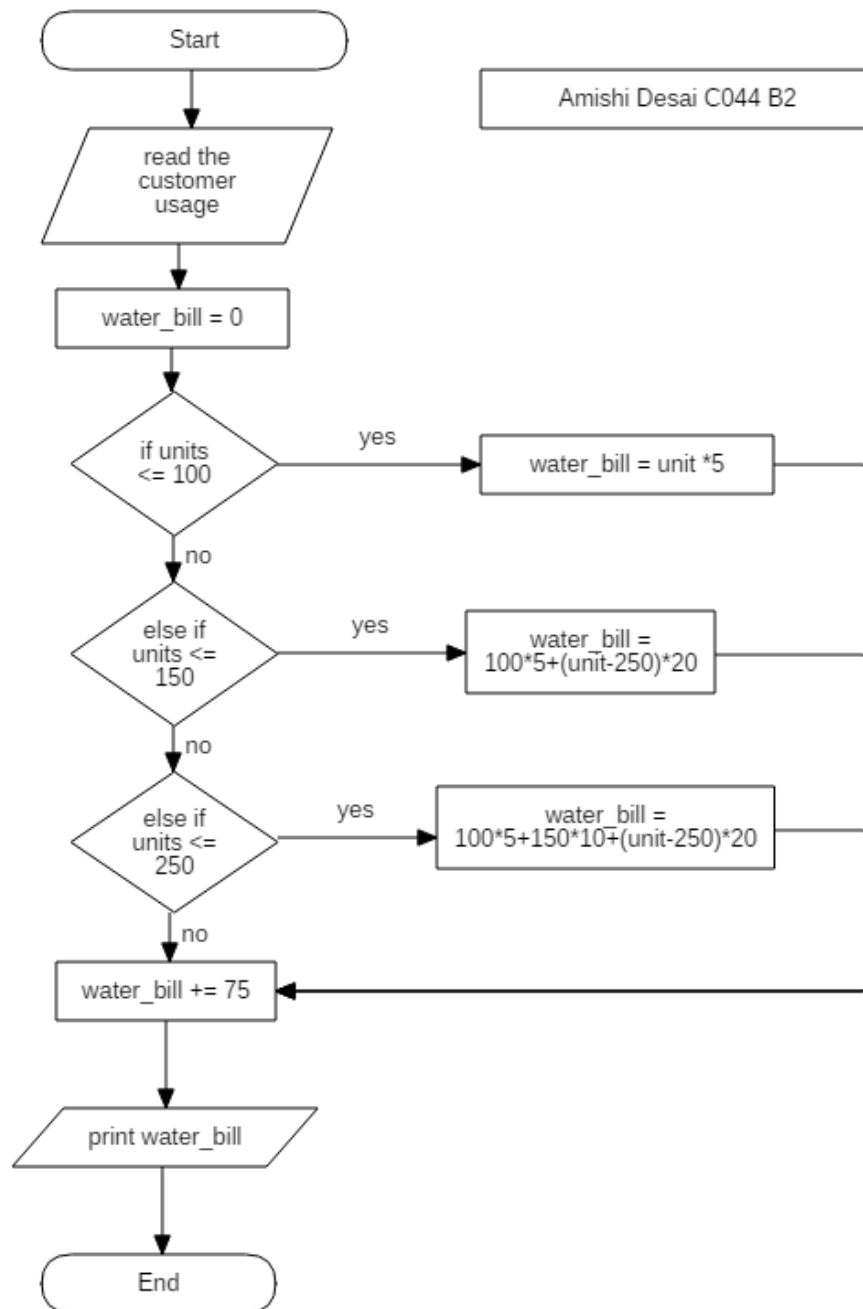 Start
Amishi Desai C044 B2
read the
customer
usage
water_bill = 0
if units
<= 100
yes
water_bill = unit *5
no
else if
units <=
150
yes
water_bill =
100*5+(unit-250)*20
no
else if
units <=
250
yes
water_bill =
100*5+150*10+(unit-250)*20
no
water_bill += 75
print water_bill
End